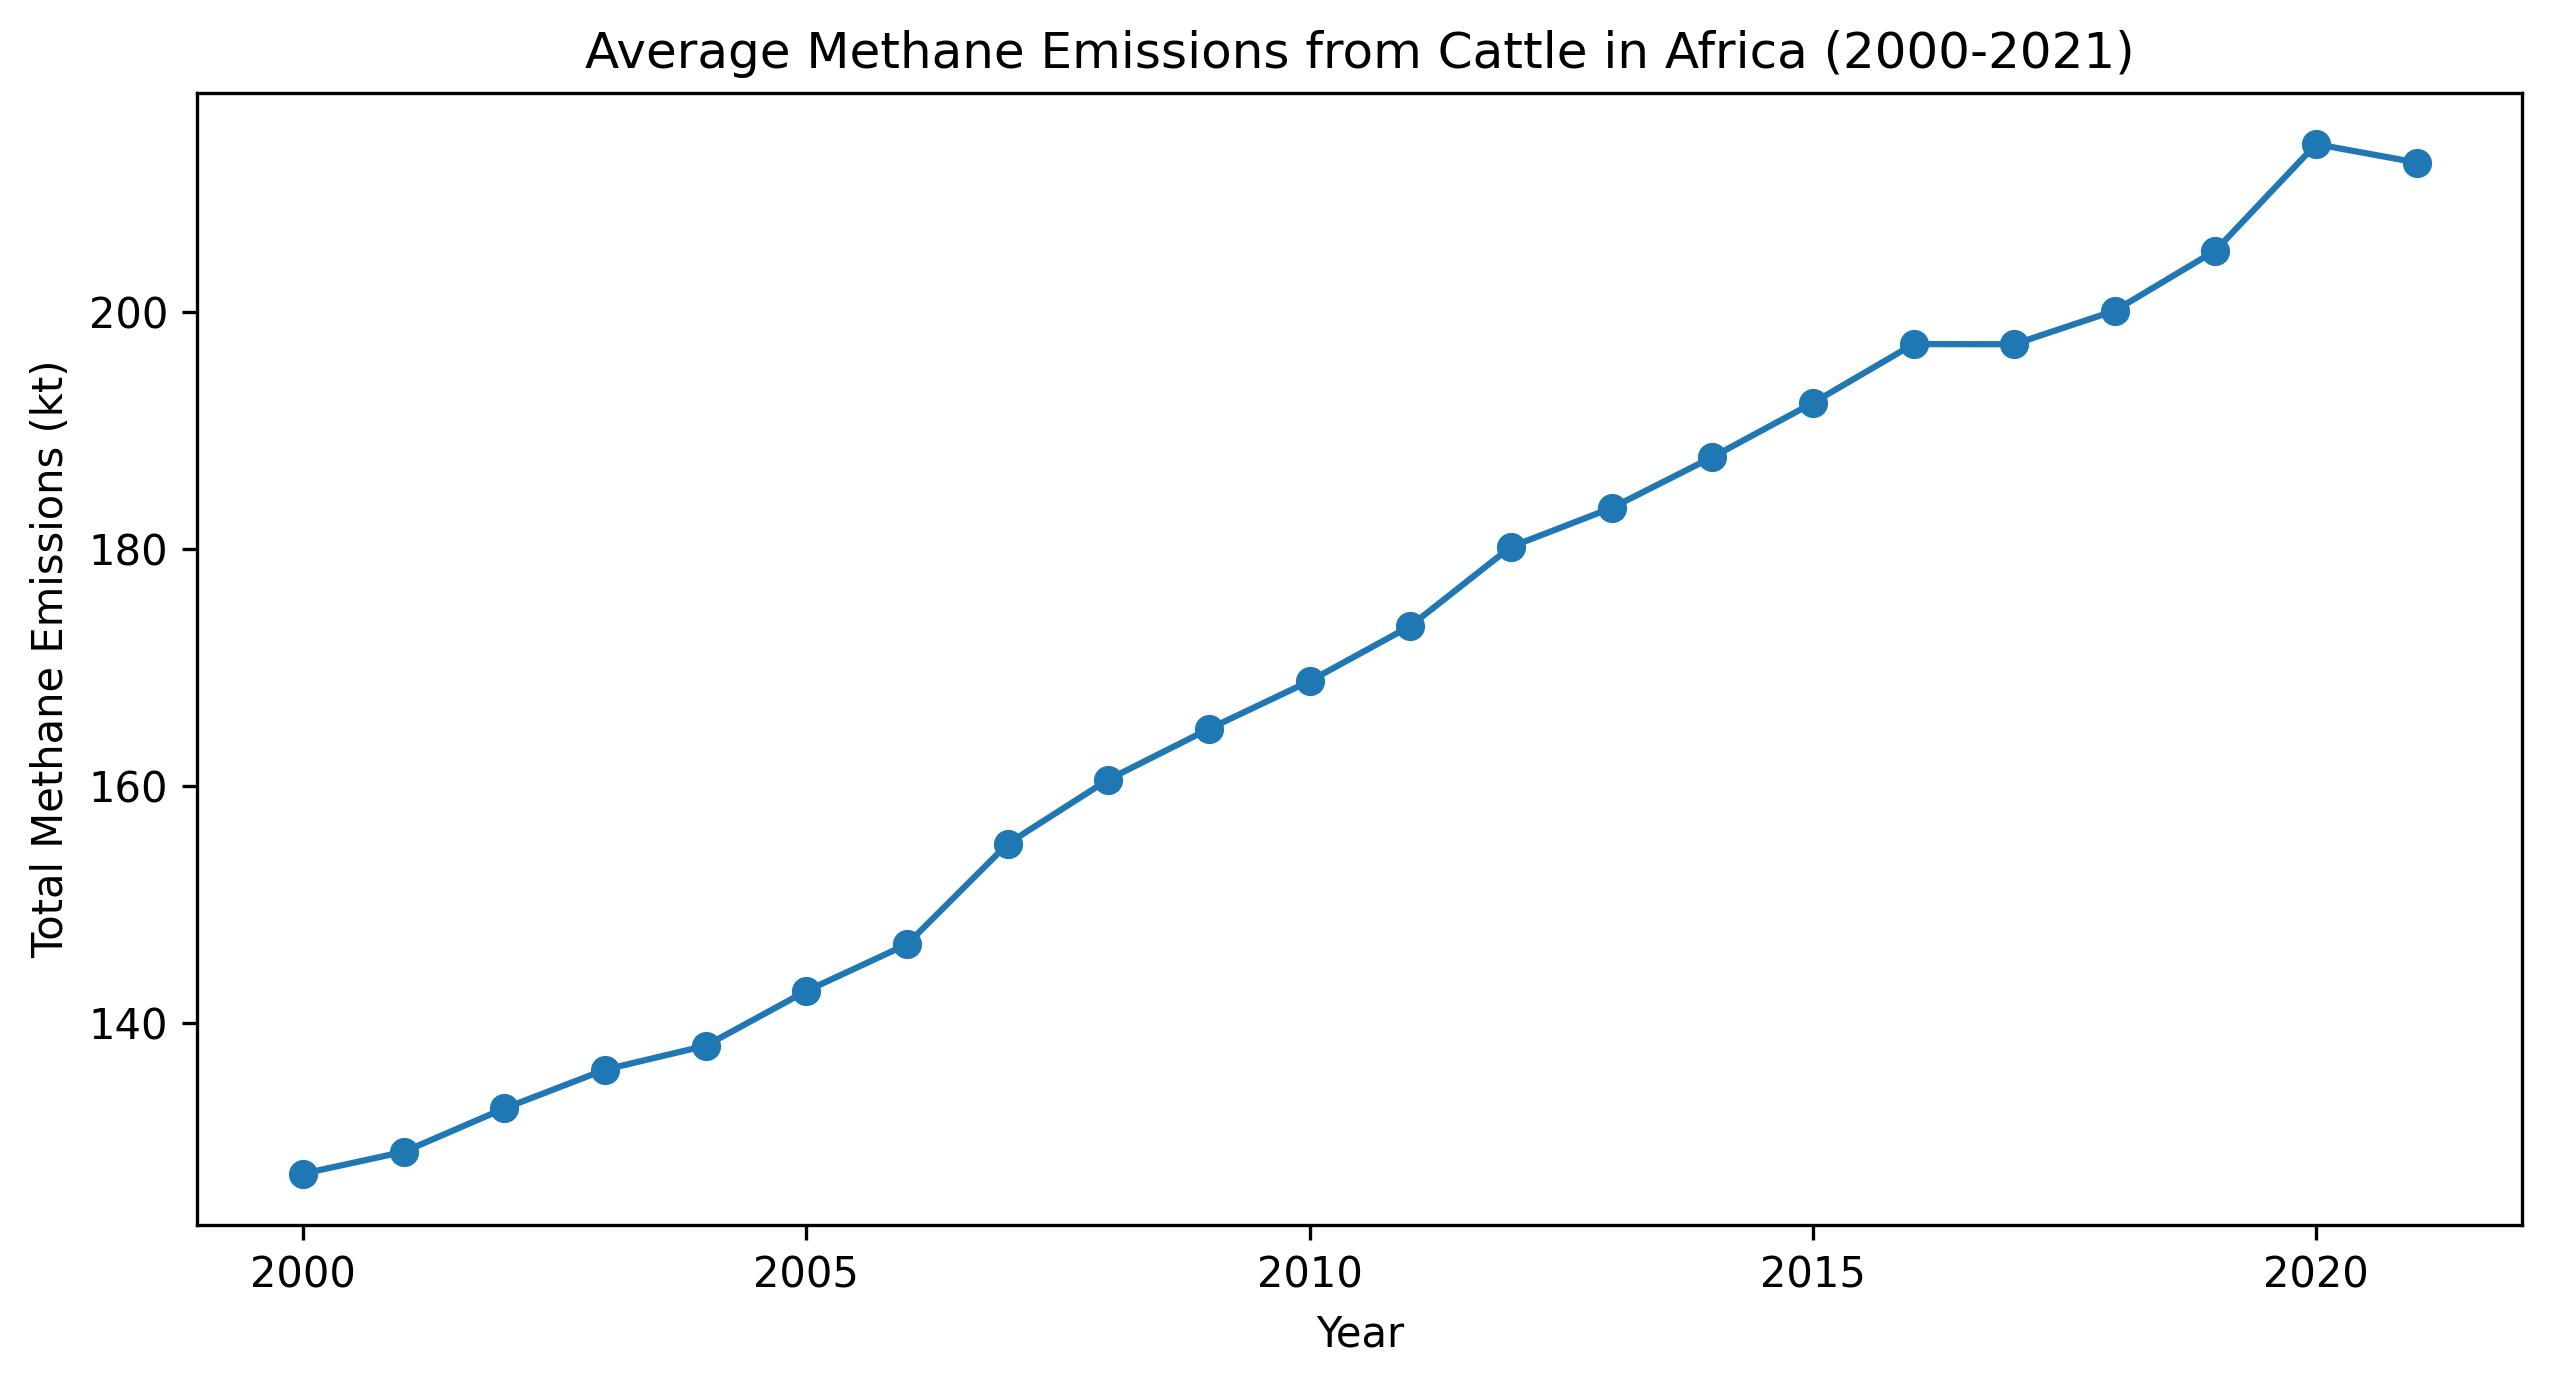 Average Methane Emissions from Cattle in Africa (2000-2021)
Total Methane Emissions (kt)
200
180
160
140
2000 2005 2010 2015 2020
Year